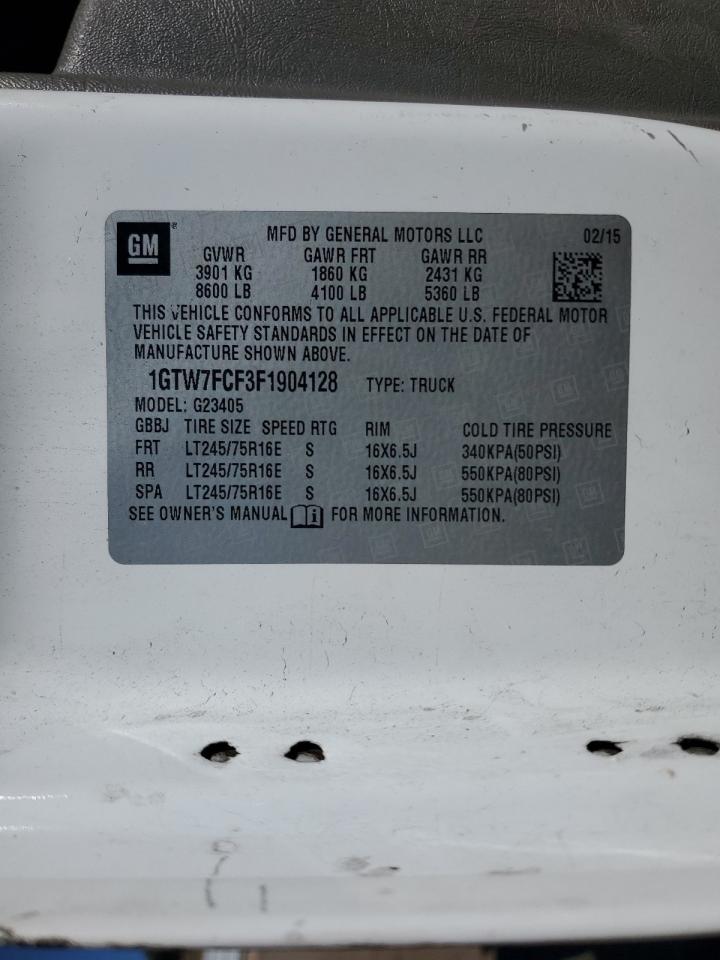 GM
MFD BY GENERAL MOTORS LLC 02/15
GVWR GAWR FRT GAWR RR
3901 KG 1860 KG 2431 KG
8600 LB 4100 LB 5360 LB
THIS VEHICLE CONFORMS TO ALL APPLICABLE U.S. FEDERAL MOTOR
VEHICLE SAFETY STANDARDS IN EFFECT ON THE DATE OF
MANUFACTURE SHOWN ABOVE.
1GTW7FCF3F1904128 TYPE: TRUCK
MODEL: G23405
GBBJ TIRE SIZE SPEED RTG RIM COLD TIRE PRESSURE
FRT LT245/75R16E S 16X6.5J 340KPA(50PSI)
RR LT245/75R16E S 16X6.5J 550KPA(80PSI)
SPA LT245/75R16E S 16X6.5J 550KPA(80PSI)
SEE OWNER'S MANUAL i FOR MORE INFORMATION.